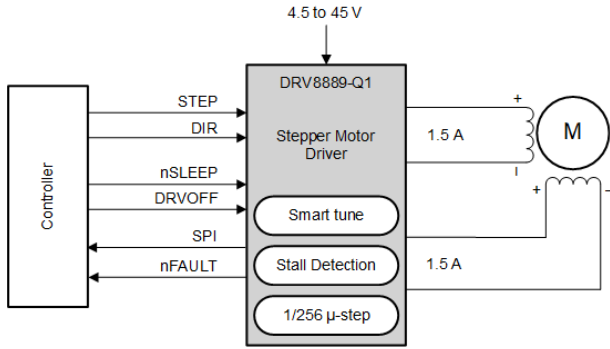 4.5 to 45 V
DRV8889-Q1
Stepper Motor
Driver
Controller
STEP
DIR
nSLEEP
DRVOFF
SPI
nFAULT
Smart tune
Stall Detection
1/256 µ-step
+
1.5 A
-
M
+
-
1.5 A